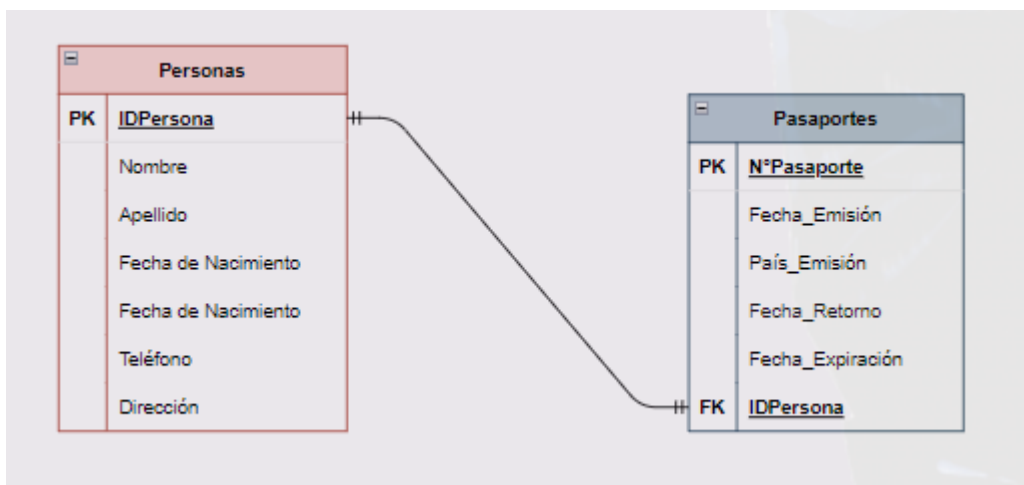 Personas
PK IDPersona
Nombre
Apellido
Fecha de Nacimiento
Fecha de Nacimiento
Teléfono
Dirección
Pasaportes
PK N°Pasaporte
Fecha_Emisión
País_Emisión
Fecha_Retorno
Fecha_Expiración
FK IDPersona